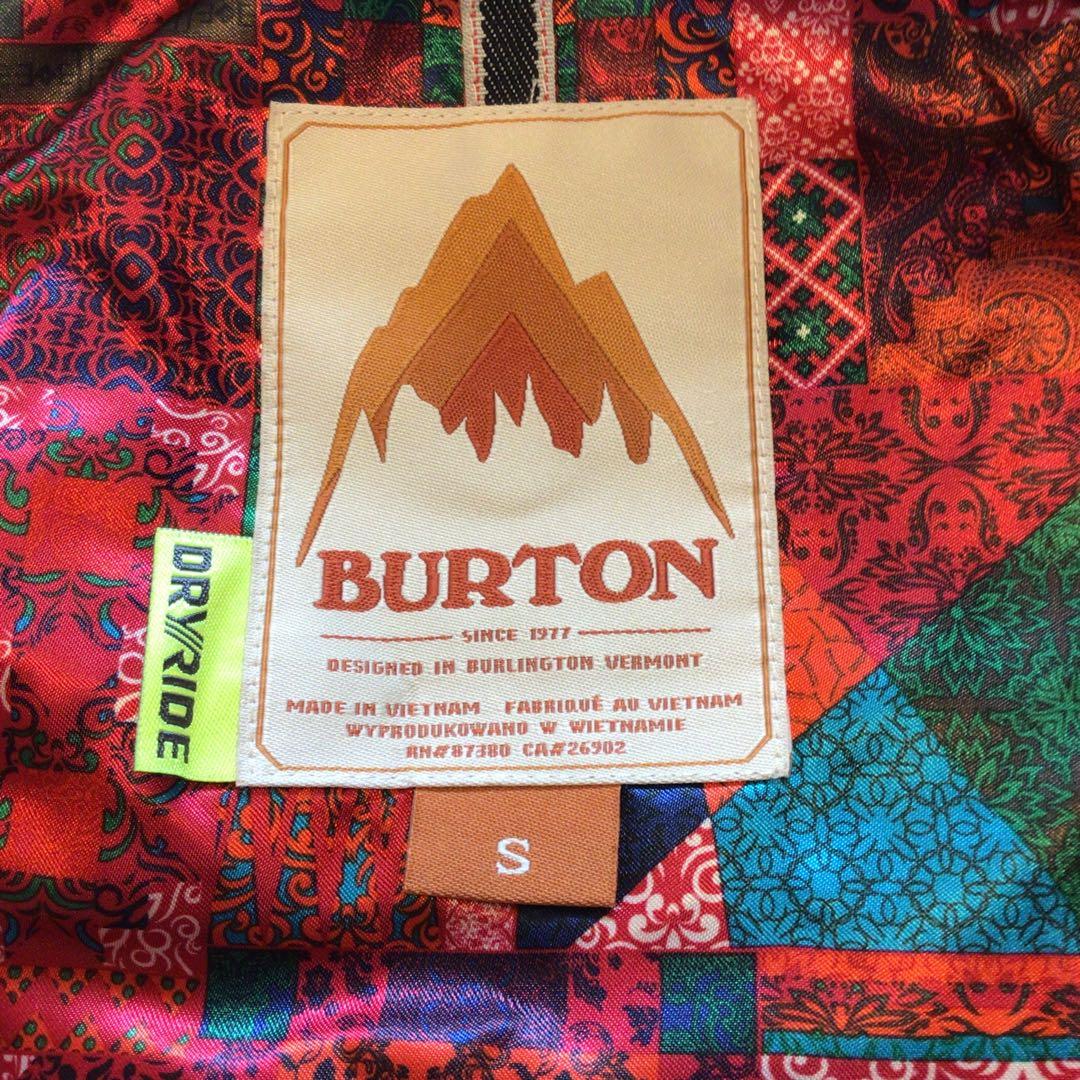 BURTON
SINCE 1977
DESIGNED IN BURLINGTON VERMONT
MADE IN VIETNAM FABRIQUÉ AU VIETNAM
WYPRODUKOWANO W WIETNAMIE
RN#87380 CA#26902
DRYRIDE
S